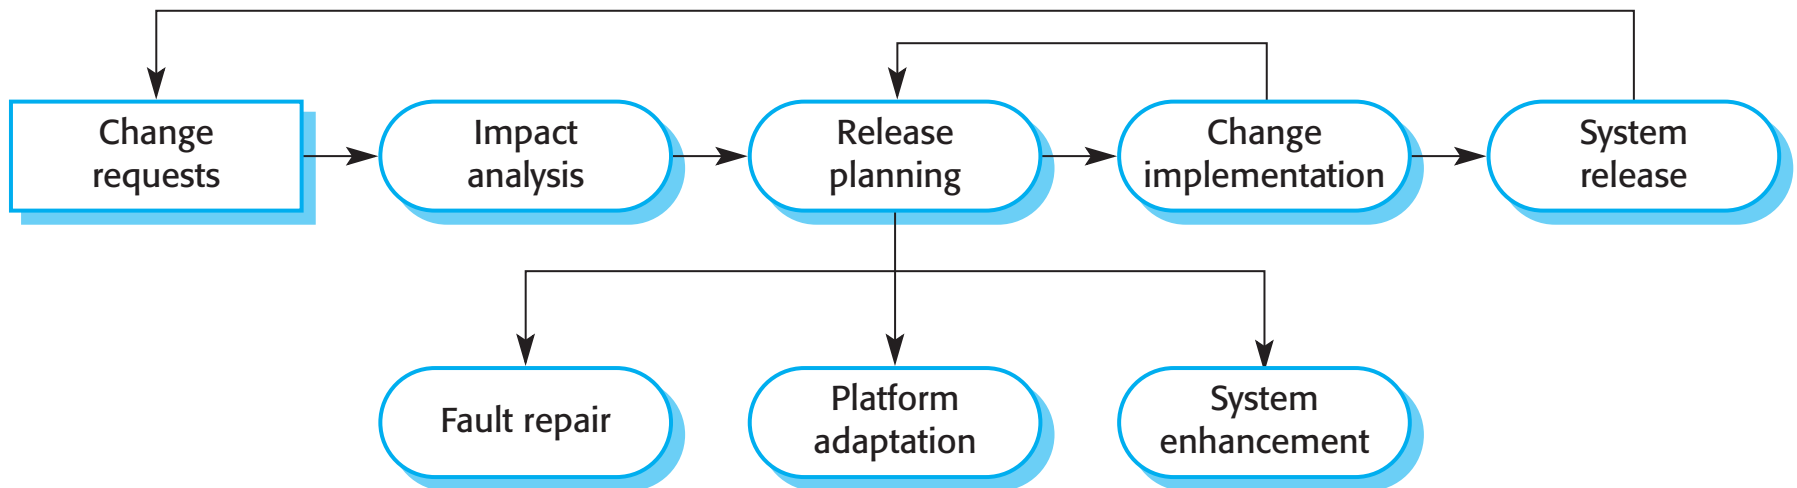 Change
requests
Impact
analysis
Release
planning
Change
implementation
System
release
Fault repair
Platform
adaptation
System
enhancement